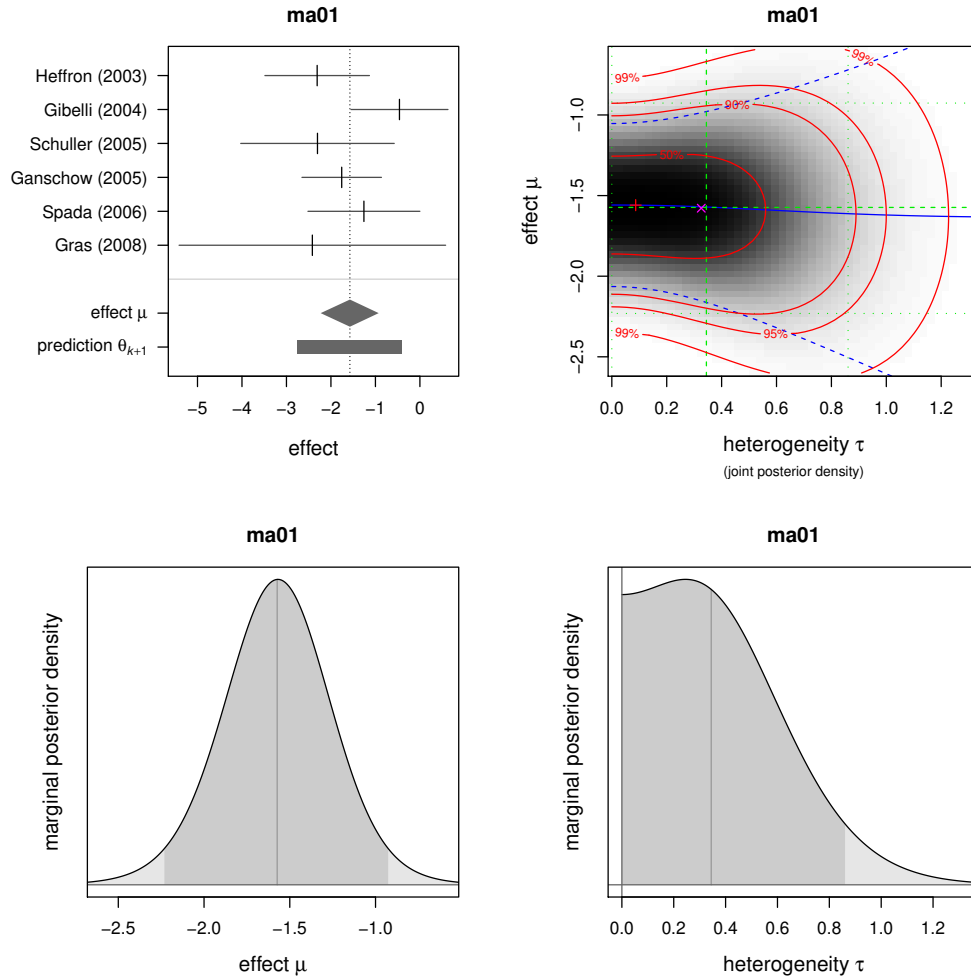 ma01
Heffron (2003)
Gibelli (2004)
Schuller (2005)
Ganschow (2005)
Spada (2006)
Gras (2008)
effect μ
prediction θk+1
−5 −4 −3 −2 −1 0
effect
ma01
effect μ
−1.0
−1.5
−2.0
−2.5
99%
99%
90%
50%
95%
99%
0.0 0.2 0.4 0.6 0.8 1.0 1.2
heterogeneity τ
(joint posterior density)
ma01
marginal posterior density
−2.5 −2.0 −1.5 −1.0
effect μ
ma01
marginal posterior density
0.0 0.2 0.4 0.6 0.8 1.0 1.2
heterogeneity τ